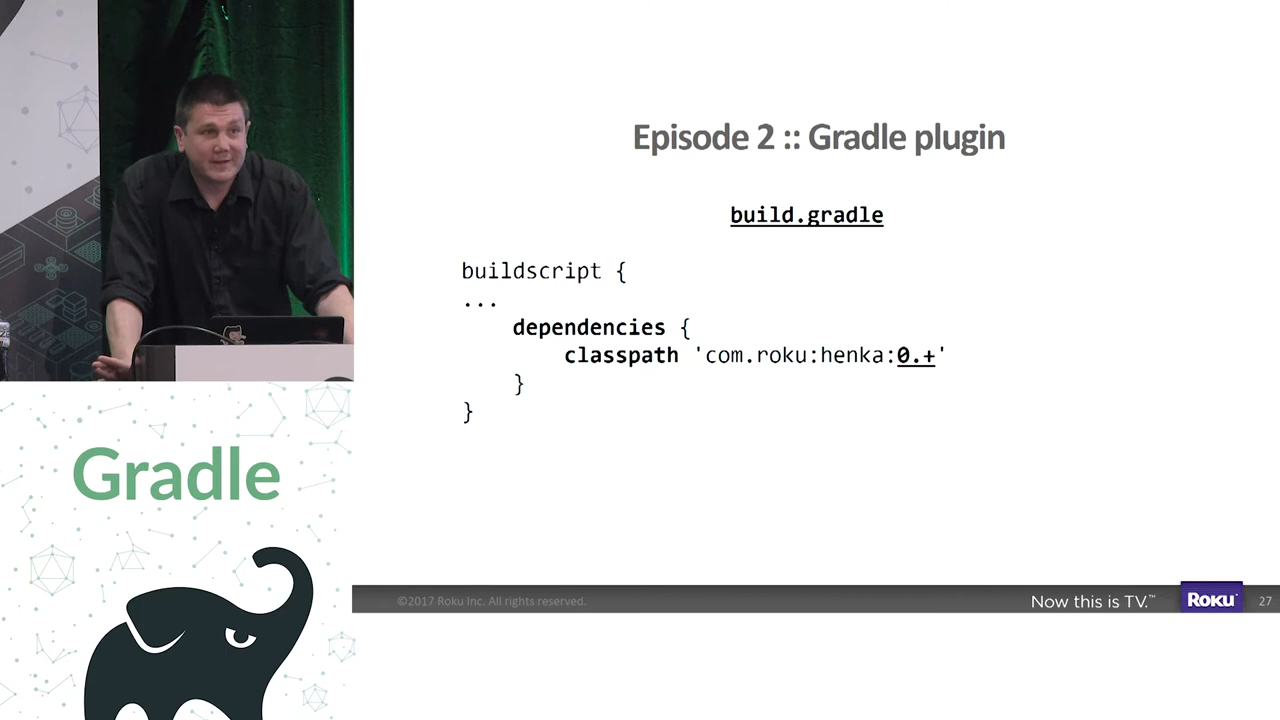 Episode 2 :: Gradle plugin
build.gradle
buildscript {
...
dependencies {
classpath 'com.roku:henka:0.+'
}
}
Gradle
©2017 Roku Inc. All rights reserved.
Now this is TV.™
ROKU
27